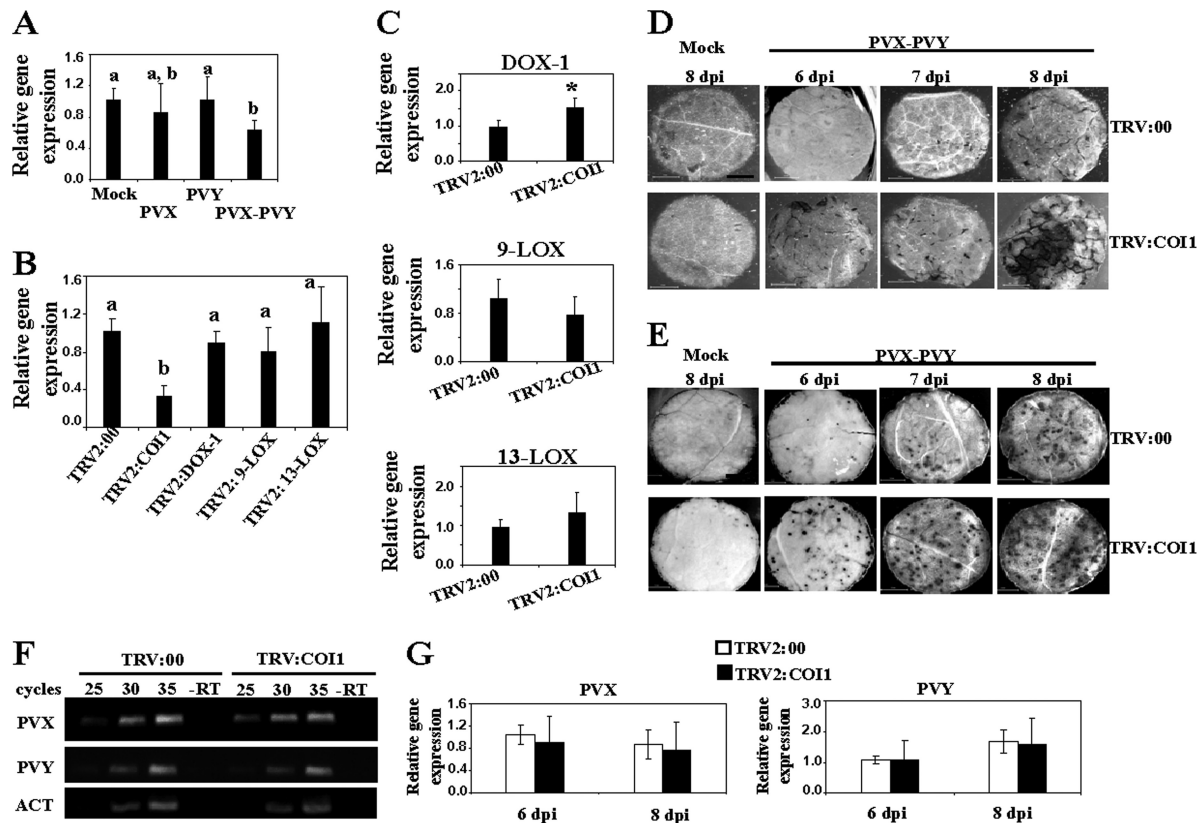 A
Relative gene
expression
1.6
1.2
0.8
0.4
0.0
a
a, b
a
b
Mock
PVX
PVY
PVX-PVY
B
Relative gene
expression
1.6
1.2
0.8
0.4
0.0
a
b
a
a
a
TRV2:00
TRV2:COI1
TRV2:DOX-1
TRV2: 9-LOX
TRV2: 13-LOX
C
DOX-1
Relative gene
expression
2.0
1.5
1.0
0.0
*
TRV2:00
TRV2:COI1
9-LOX
Relative gene
expression
1.6
1.2
0.8
0.4
0.0
TRV2:00
TRV2:COI1
13-LOX
Relative gene
expression
2.0
1.5
1.0
0.0
TRV2:00
TRV2:COI1
D
Mock
PVX-PVY
8 dpi
6 dpi
7 dpi
8 dpi
TRV:00
TRV:COI1
E
Mock
PVX-PVY
8 dpi
6 dpi
7 dpi
8 dpi
TRV:00
TRV:COI1
F
TRV:00
TRV:COI1
cycles 25 30 35 -RT 25 30 35 -RT
PVX
PVY
ACT
G
TRV2:00
TRV2:COI1
PVX
Relative gene
expression
1.6
1.2
0.8
0.4
6 dpi
8 dpi
PVY
Relative gene
expression
3.0
2.0
1.0
0.0
6 dpi
8 dpi